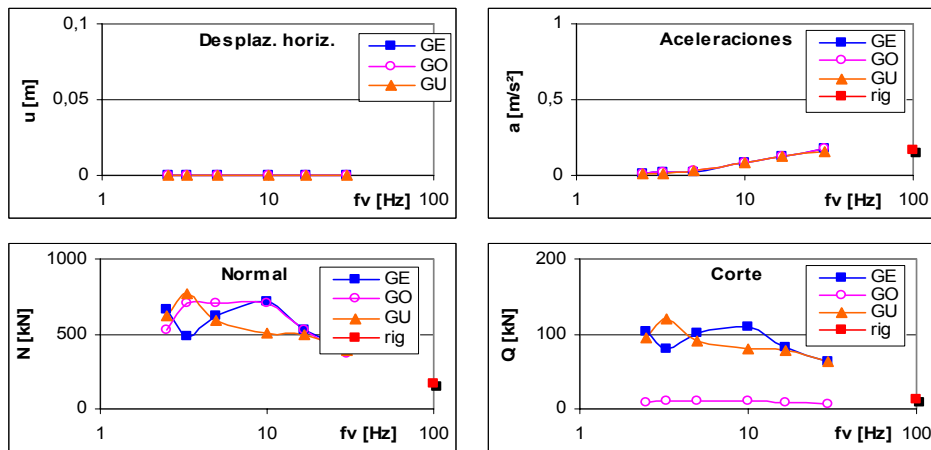 0,1
0,05
0
u [m]
Desplaz. horiz.
GE
GO
GU
1
10
100
fv [Hz]
1
0,5
0
a [m/s²]
Aceleraciones
GE
GO
GU
rig
1
10
100
fv [Hz]
1000
500
0
N [kN]
Normal
GE
GO
GU
rig
1
10
100
fv [Hz]
200
100
0
Q [kN]
Corte
GE
GO
GU
rig
1
10
100
fv [Hz]